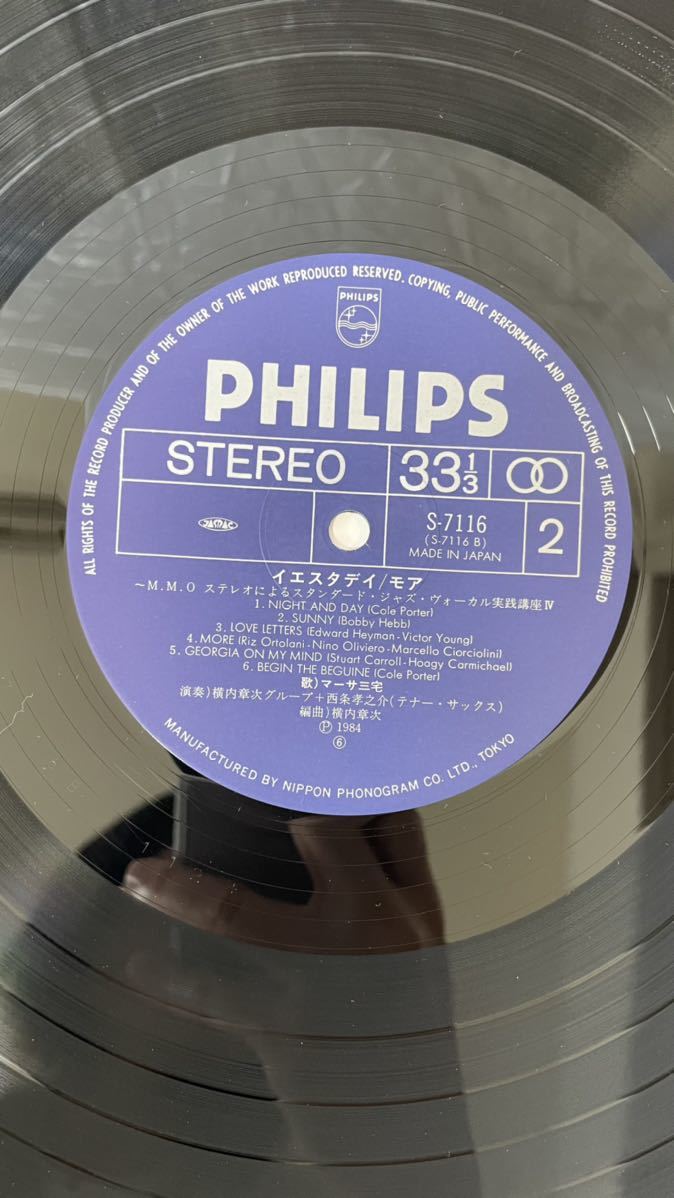 ALL RIGHTS OF THE RECORD PRODUCER AND OF THE OWNER OF THE WORK REPRODUCED RESERVED. COPYING, PUBLIC PERFORMANCE AND BROADCASTING OF THIS RECORD PROHIBITED
PHILIPS
PHILIPS
STEREO 33 1/3
JASRAC
S-7116
(S-7116 B)
MADE IN JAPAN
2
イエスタデイ/モア
〜M.M.O ステレオによるスタンダード・ジャズ・ヴォーカル実践講座Ⅳ
1. NIGHT AND DAY (Cole Porter)
2. SUNNY (Bobby Hebb)
3. LOVE LETTERS (Edward Heyman-Victor Young)
4. MORE (Riz Ortolani-Nino Oliviero-Marcello Ciorciolini)
5. GEORGIA ON MY MIND (Stuart Carroll-Hoagy Carmichael)
6. BEGIN THE BEGUINE (Cole Porter)
歌)マーサ三宅
演奏)横内章次グループ+西条孝之介(テナー・サックス)
編曲)横内章次
Ⓟ 1984
⑥
MANUFACTURED BY NIPPON PHONOGRAM CO. LTD., TOKYO